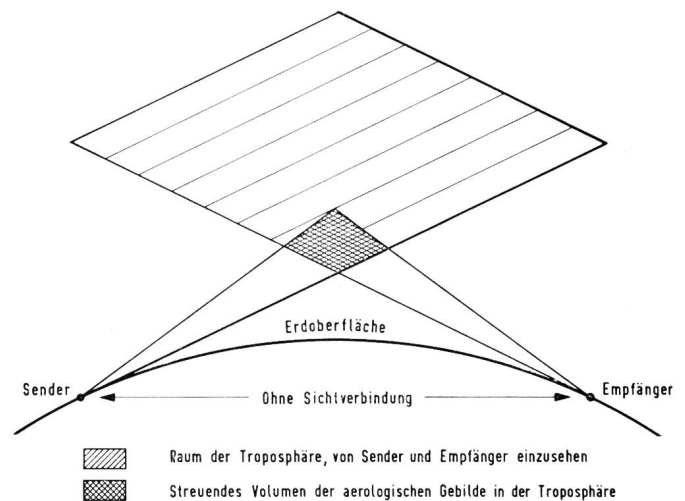 Erdoberfläche
Sender
Ohne Sichtverbindung
Empfänger
Raum der Troposphäre, von Sender und Empfänger einzusehen
Streuendes Volumen der aerologischen Gebilde in der Troposphäre